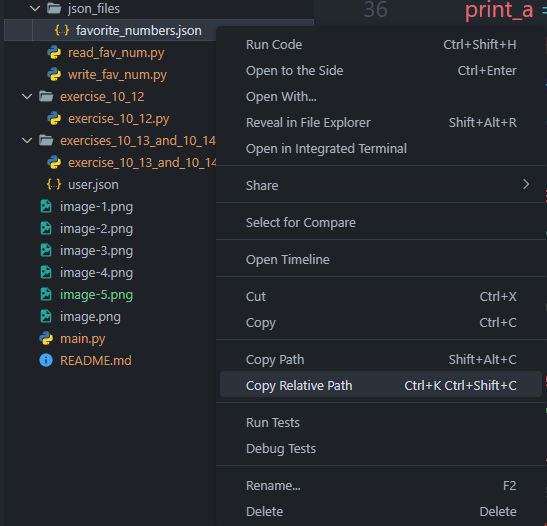 json_files
favorite_numbers.json
read_fav_num.py
write_fav_num.py
exercise_10_12
exercise_10_12.py
exercises_10_13_and_10_14
exercise_10_13_and_10_14
user.json
image-1.png
image-2.png
image-3.png
image-4.png
image-5.png
image.png
main.py
README.md
36 print_a =
Run Code Ctrl+Shift+H
Open to the Side Ctrl+Enter
Open With...
Reveal in File Explorer Shift+Alt+R
Open in Integrated Terminal
Share
Select for Compare
Open Timeline
Cut Ctrl+X
Copy Ctrl+C
Copy Path Shift+Alt+C
Copy Relative Path Ctrl+K Ctrl+Shift+C
Run Tests
Debug Tests
Rename... F2
Delete Delete